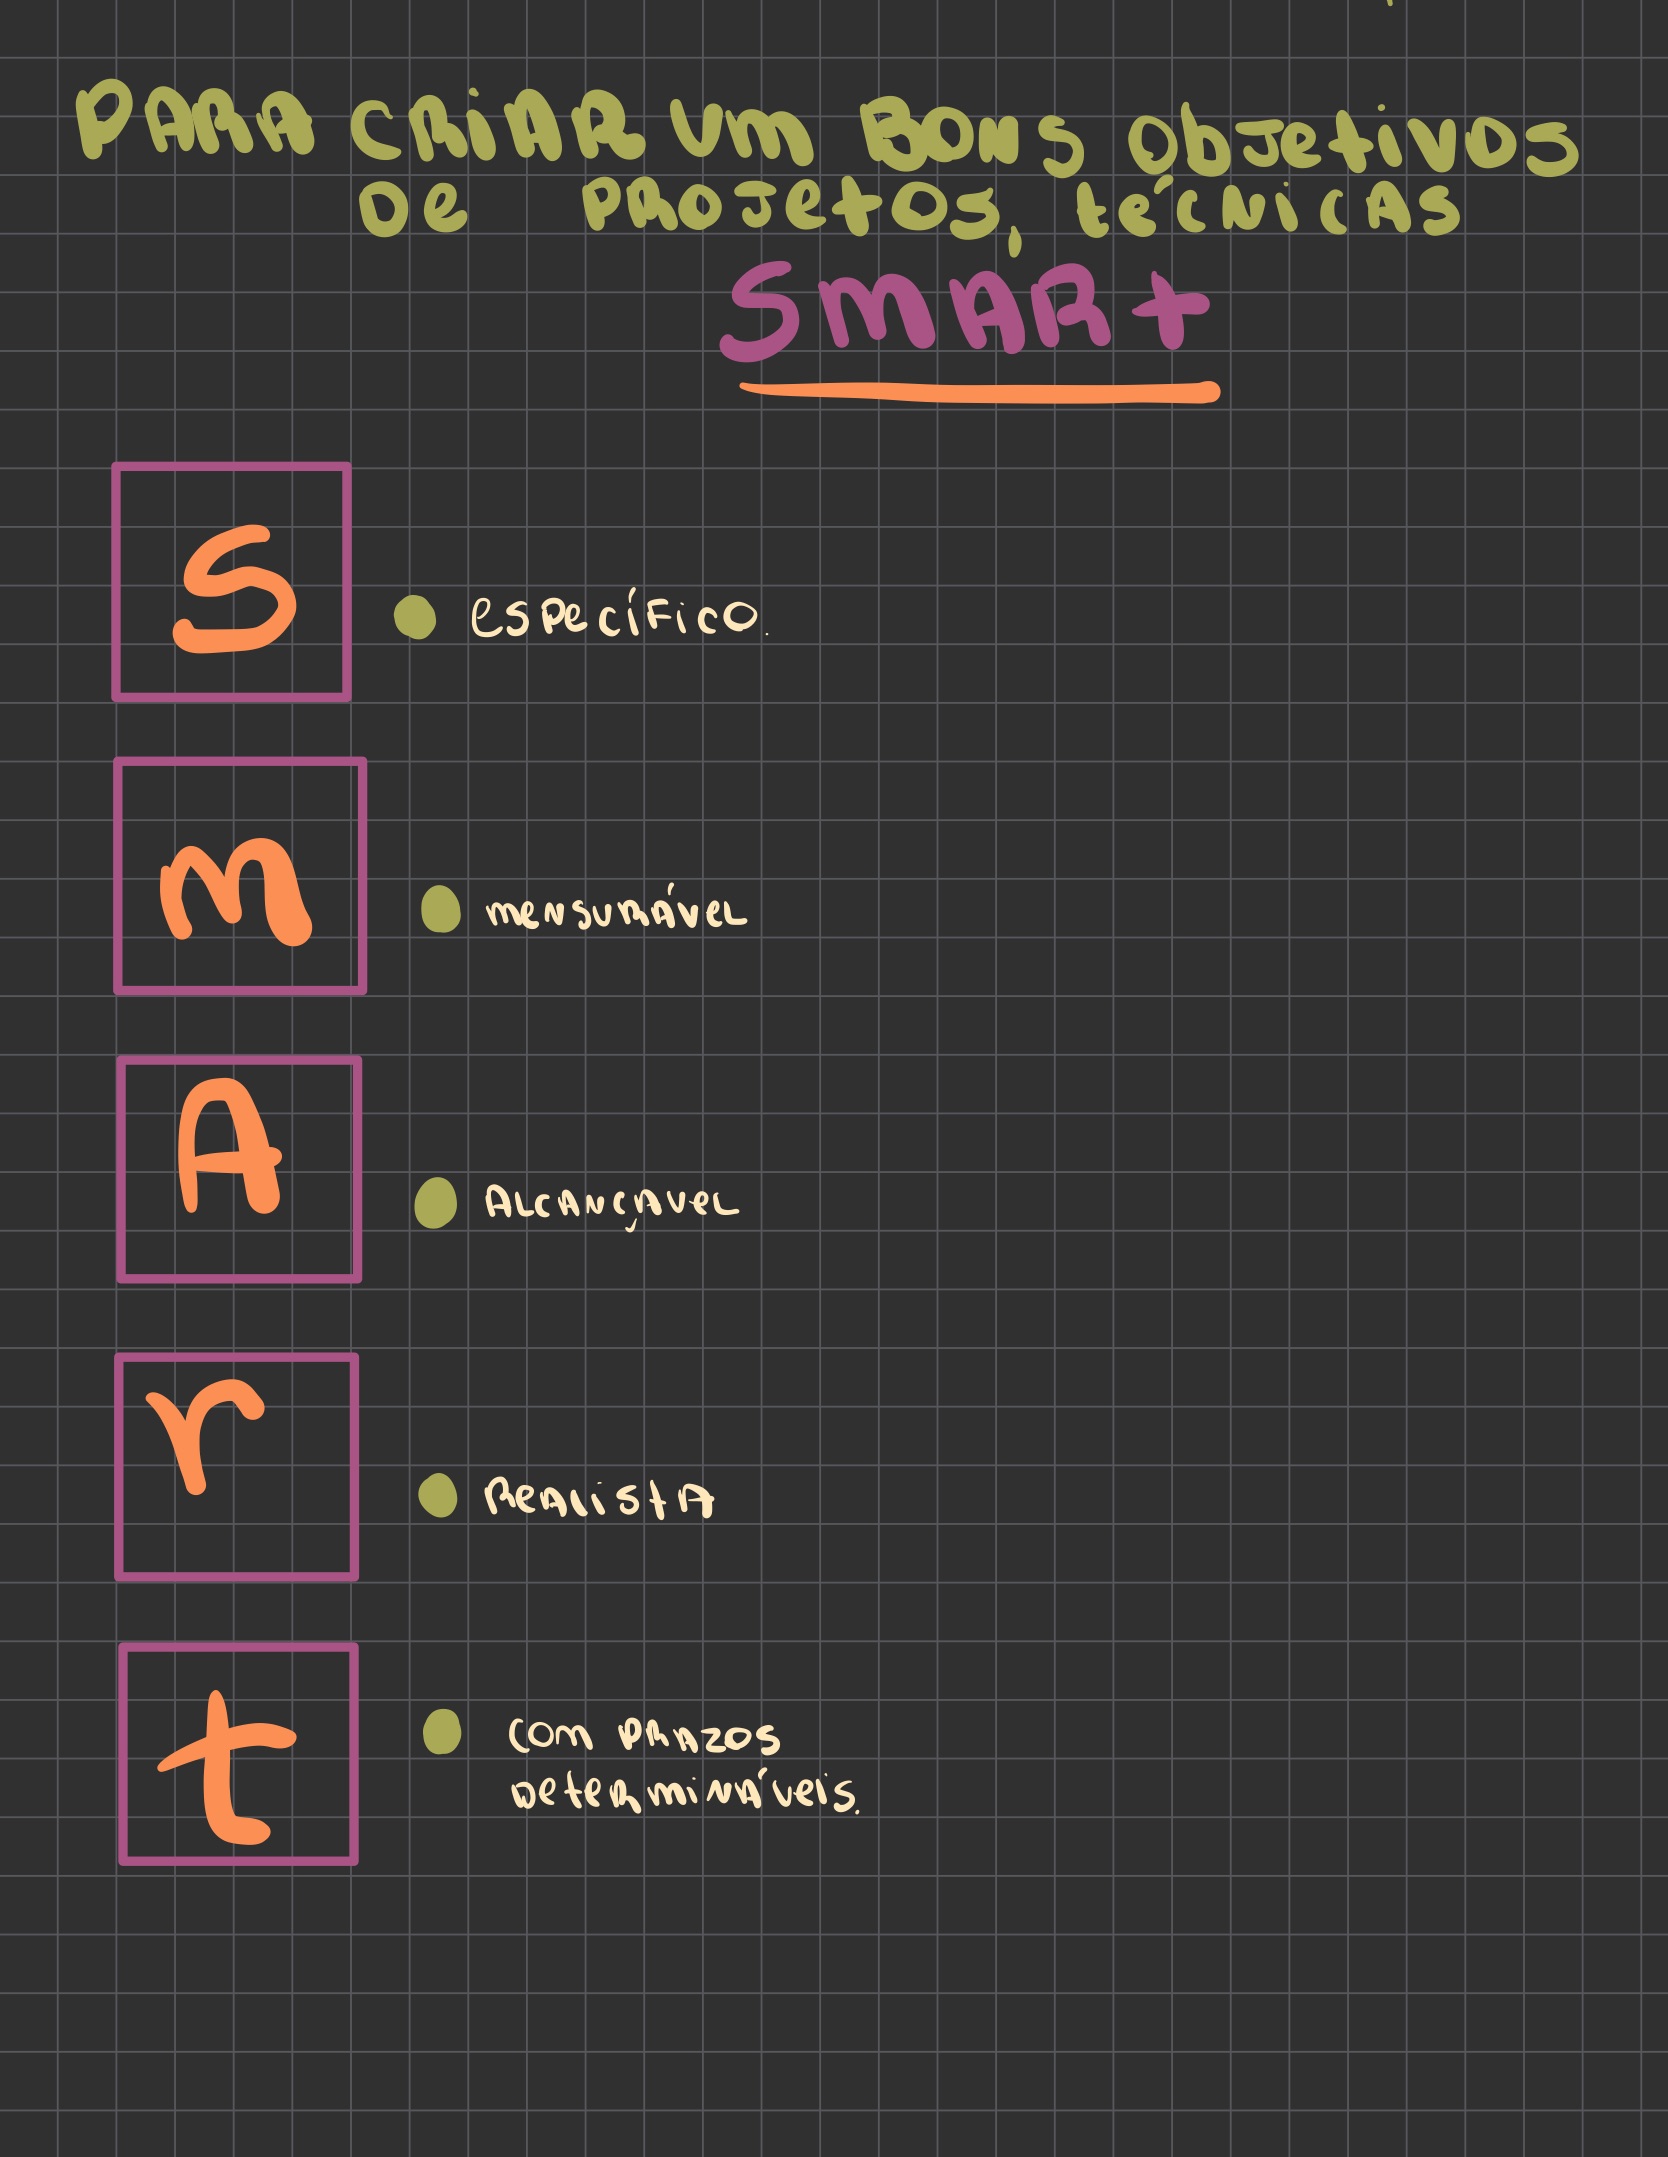 PARA CRiAR Um BONS ObJetivos
De PROJetos, técNicAS
SMARt
S
específico.
m
mensuRável
A
AlcANçAvel
r
ReAlistA
t
com PRAzos
DeteRmiNáveis.